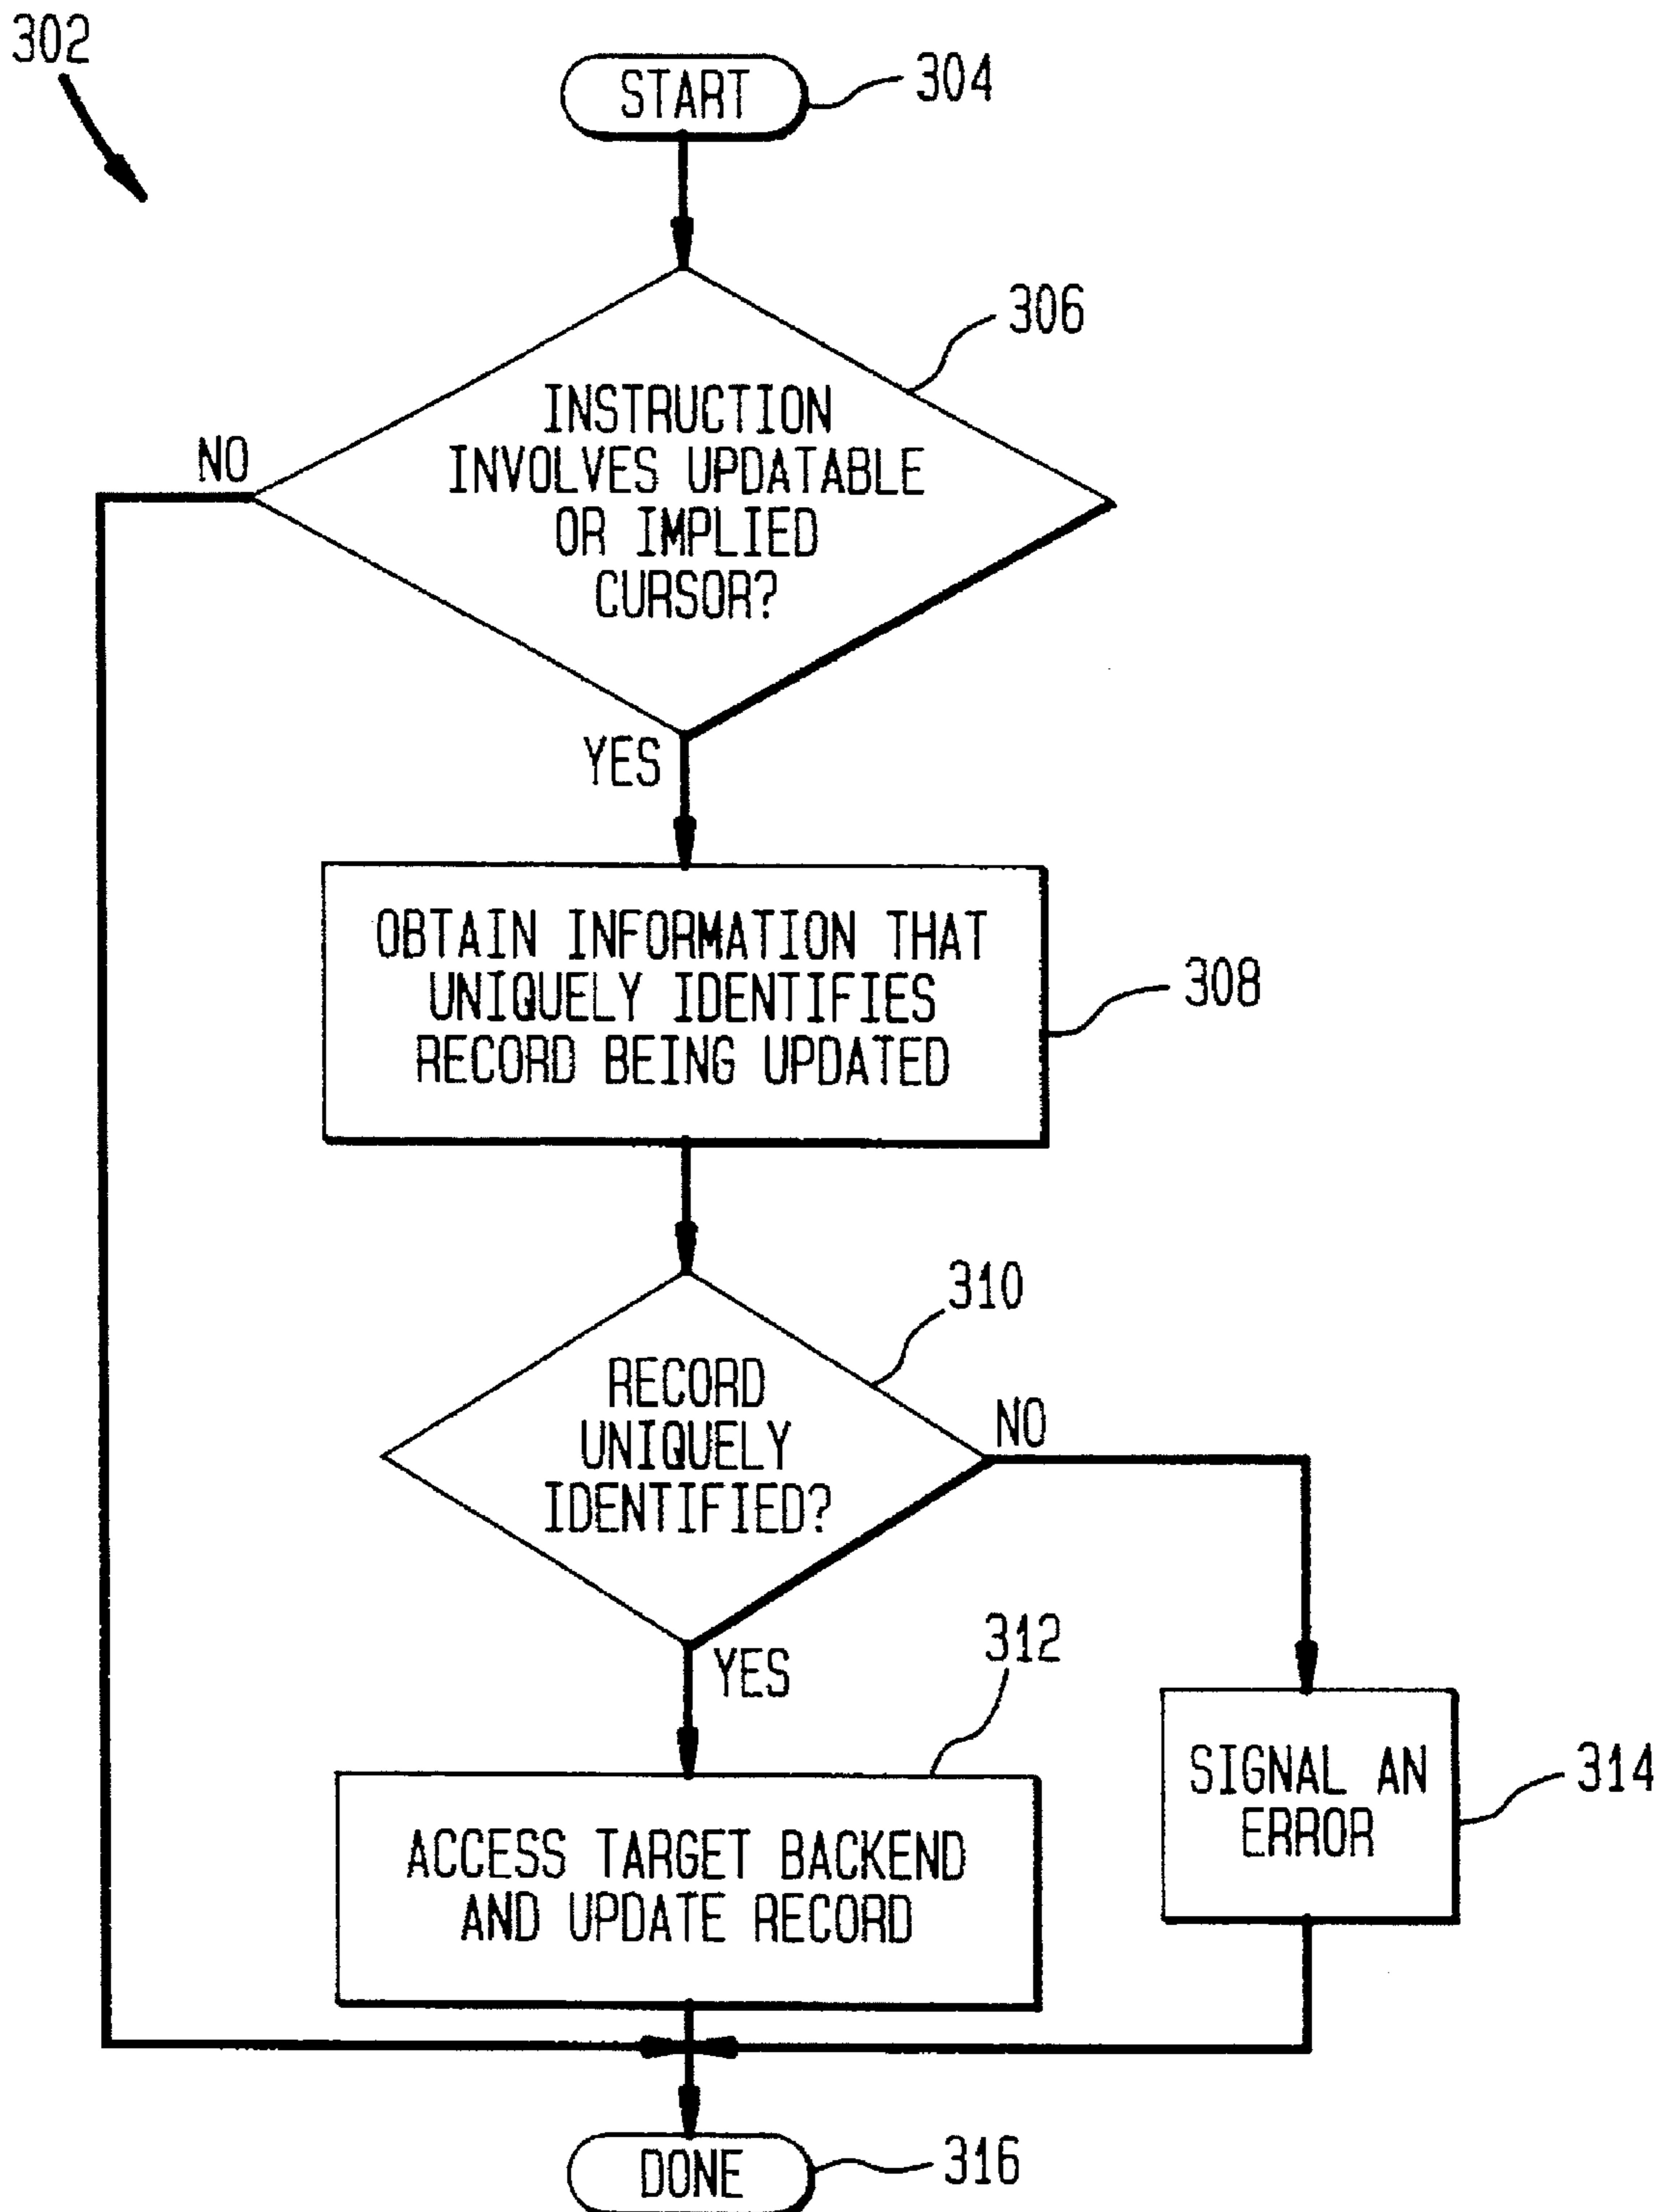 302
START
304
306
INSTRUCTION
INVOLVES UPDATABLE
OR IMPLIED
CURSOR?
NO
YES
OBTAIN INFORMATION THAT
UNIQUELY IDENTIFIES
RECORD BEING UPDATED
308
310
RECORD
UNIQUELY
IDENTIFIED?
NO
YES
312
ACCESS TARGET BACKEND
AND UPDATE RECORD
SIGNAL AN
ERROR
314
DONE
316